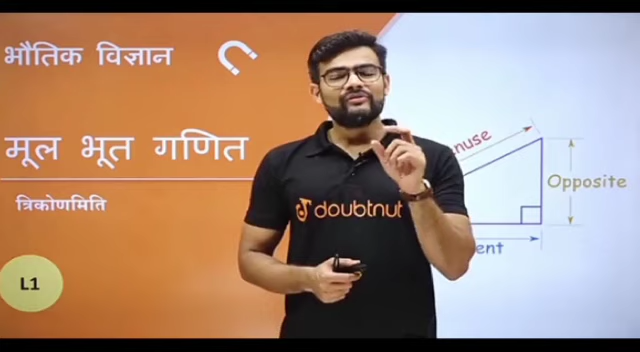 भौतिक विज्ञान
मूल भूत गणित
त्रिकोणमिति
L1
doubtnut
Opposite